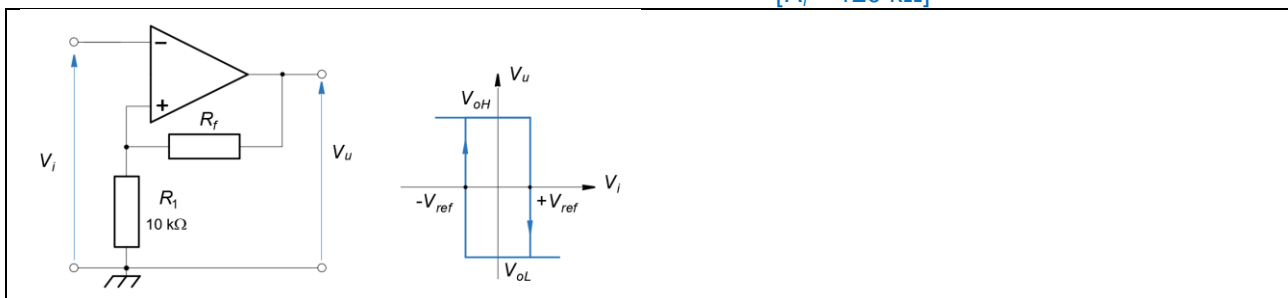 −
+
R_f
V_i
R_1
10 kΩ
V_u
V_u
V_oH
V_i
-V_ref
+V_ref
V_oL